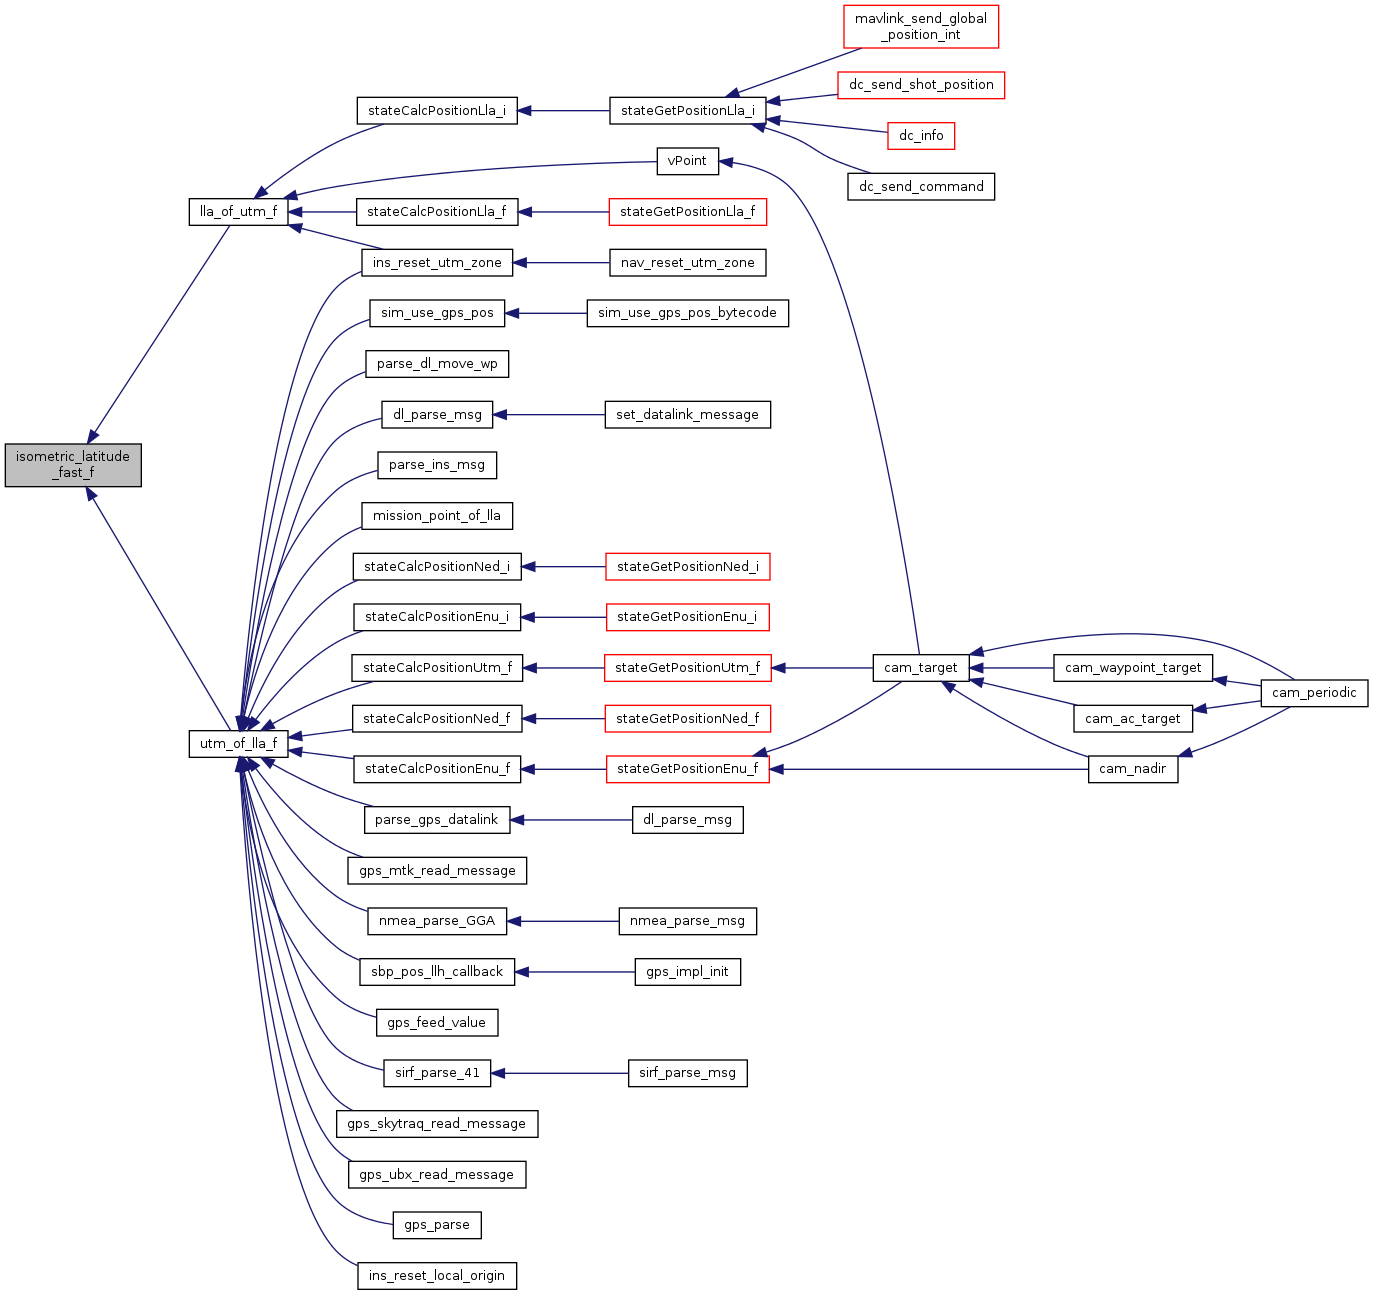 mavlink_send_global
_position_int
dc_send_shot_position
stateCalcPositionLla_i
stateGetPositionLla_i
dc_info
vPoint
dc_send_command
lla_of_utm_f
stateCalcPositionLla_f
stateGetPositionLla_f
ins_reset_utm_zone
nav_reset_utm_zone
sim_use_gps_pos
sim_use_gps_pos_bytecode
parse_dl_move_wp
dl_parse_msg
set_datalink_message
isometric_latitude
_fast_f
parse_ins_msg
mission_point_of_lla
stateCalcPositionNed_i
stateGetPositionNed_i
stateCalcPositionEnu_i
stateGetPositionEnu_i
stateCalcPositionUtm_f
stateGetPositionUtm_f
cam_target
cam_waypoint_target
cam_periodic
stateCalcPositionNed_f
stateGetPositionNed_f
cam_ac_target
utm_of_lla_f
stateCalcPositionEnu_f
stateGetPositionEnu_f
cam_nadir
parse_gps_datalink
dl_parse_msg
gps_mtk_read_message
nmea_parse_GGA
nmea_parse_msg
sbp_pos_llh_callback
gps_impl_init
gps_feed_value
sirf_parse_41
sirf_parse_msg
gps_skytraq_read_message
gps_ubx_read_message
gps_parse
ins_reset_local_origin